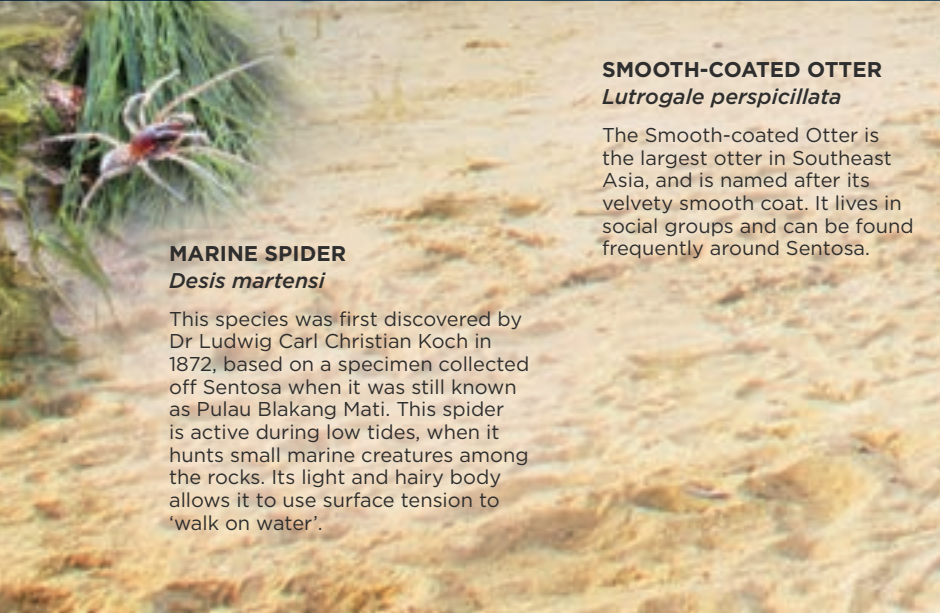 MARINE SPIDER
Desis martensi
This species was first discovered by
Dr Ludwig Carl Christian Koch in
1872, based on a specimen collected
off Sentosa when it was still known
as Pulau Blakang Mati. This spider
is active during low tides, when it
hunts small marine creatures among
the rocks. Its light and hairy body
allows it to use surface tension to
‘walk on water’.
SMOOTH-COATED OTTER
Lutrogale perspicillata
The Smooth-coated Otter is
the largest otter in Southeast
Asia, and is named after its
velvety smooth coat. It lives in
social groups and can be found
frequently around Sentosa.